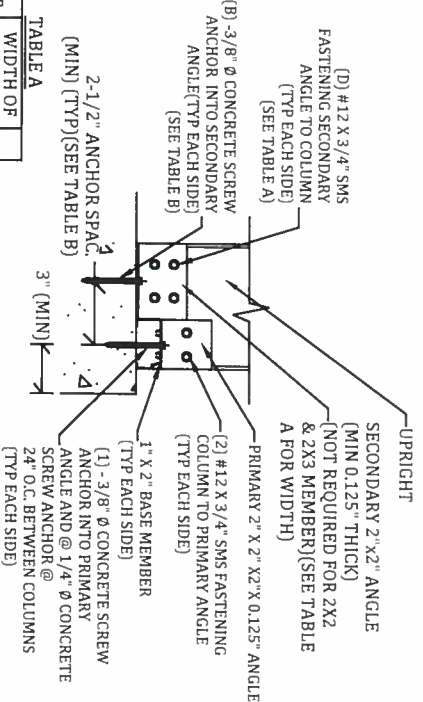 UPRIGHT
SECONDARY 2"x2" ANGLE
(MIN 0.125" THICK)
(NOT REQUIRED FOR 2X2
& 2X3 MEMBER)(SEE TABLE
A FOR WIDTH)
PRIMARY 2" X 2" X2"X 0.125" ANGLE
(2) #12 X 3/4" SMS FASTENING
COLUMN TO PRIMARY ANGLE
(TYP EACH SIDE)
1" X 2" BASE MEMBER
(TYP EACH SIDE)
(1) - 3/8" Ø CONCRETE SCREW
ANCHOR INTO PRIMARY
ANGLE AND @ 1/4" Ø CONCRETE
SCREW ANCHOR @
24" O.C. BETWEEN COLUMNS
(TYP EACH SIDE)
(D) #12 X 3/4" SMS
FASTENING SECONDARY
ANGLE TO COLUMN
(TYP EACH SIDE)
(SEE TABLE A)
(B) -3/8" Ø CONCRETE SCREW
ANCHOR INTO SECONDARY
ANGLE(TYP EACH SIDE)
(SEE TABLE B)
2-1/2" ANCHOR SPAC.
(MIN) (TYP)(SEE TABLE B)
3" (MIN)
TABLE A
WIDTH OF